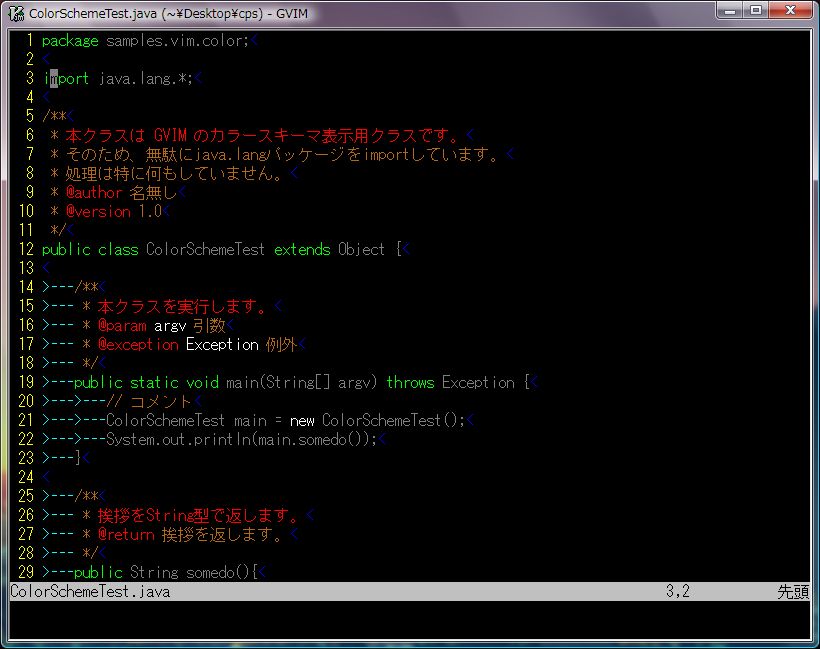 ColorSchemeTest.java (~¥Desktop¥cps) - GVIM
1 package samples.vim.color;<
2 <
3 import java.lang.*;<
4 <
5 /**<
6  * 本クラスは GVIM のカラースキーマ表示用クラスです。<
7  * そのため、無駄にjava.langパッケージをimportしています。<
8  * 処理は特に何もしていません。<
9  * @author 名無し<
10  * @version 1.0<
11  */<
12 public class ColorSchemeTest extends Object {<
13 <
14 >---/**<
15 >--- * 本クラスを実行します。<
16 >--- * @param argv 引数<
17 >--- * @exception Exception 例外<
18 >--- */<
19 >---public static void main(String[] argv) throws Exception {<
20 >--->---// コメント<
21 >--->---ColorSchemeTest main = new ColorSchemeTest();<
22 >--->---System.out.println(main.somedo());<
23 >---}<
24 <
25 >---/**<
26 >--- * 挨拶をString型で返します。<
27 >--- * @return 挨拶を返します。<
28 >--- */<
29 >---public String somedo(){<
ColorSchemeTest.java 3,2 先頭